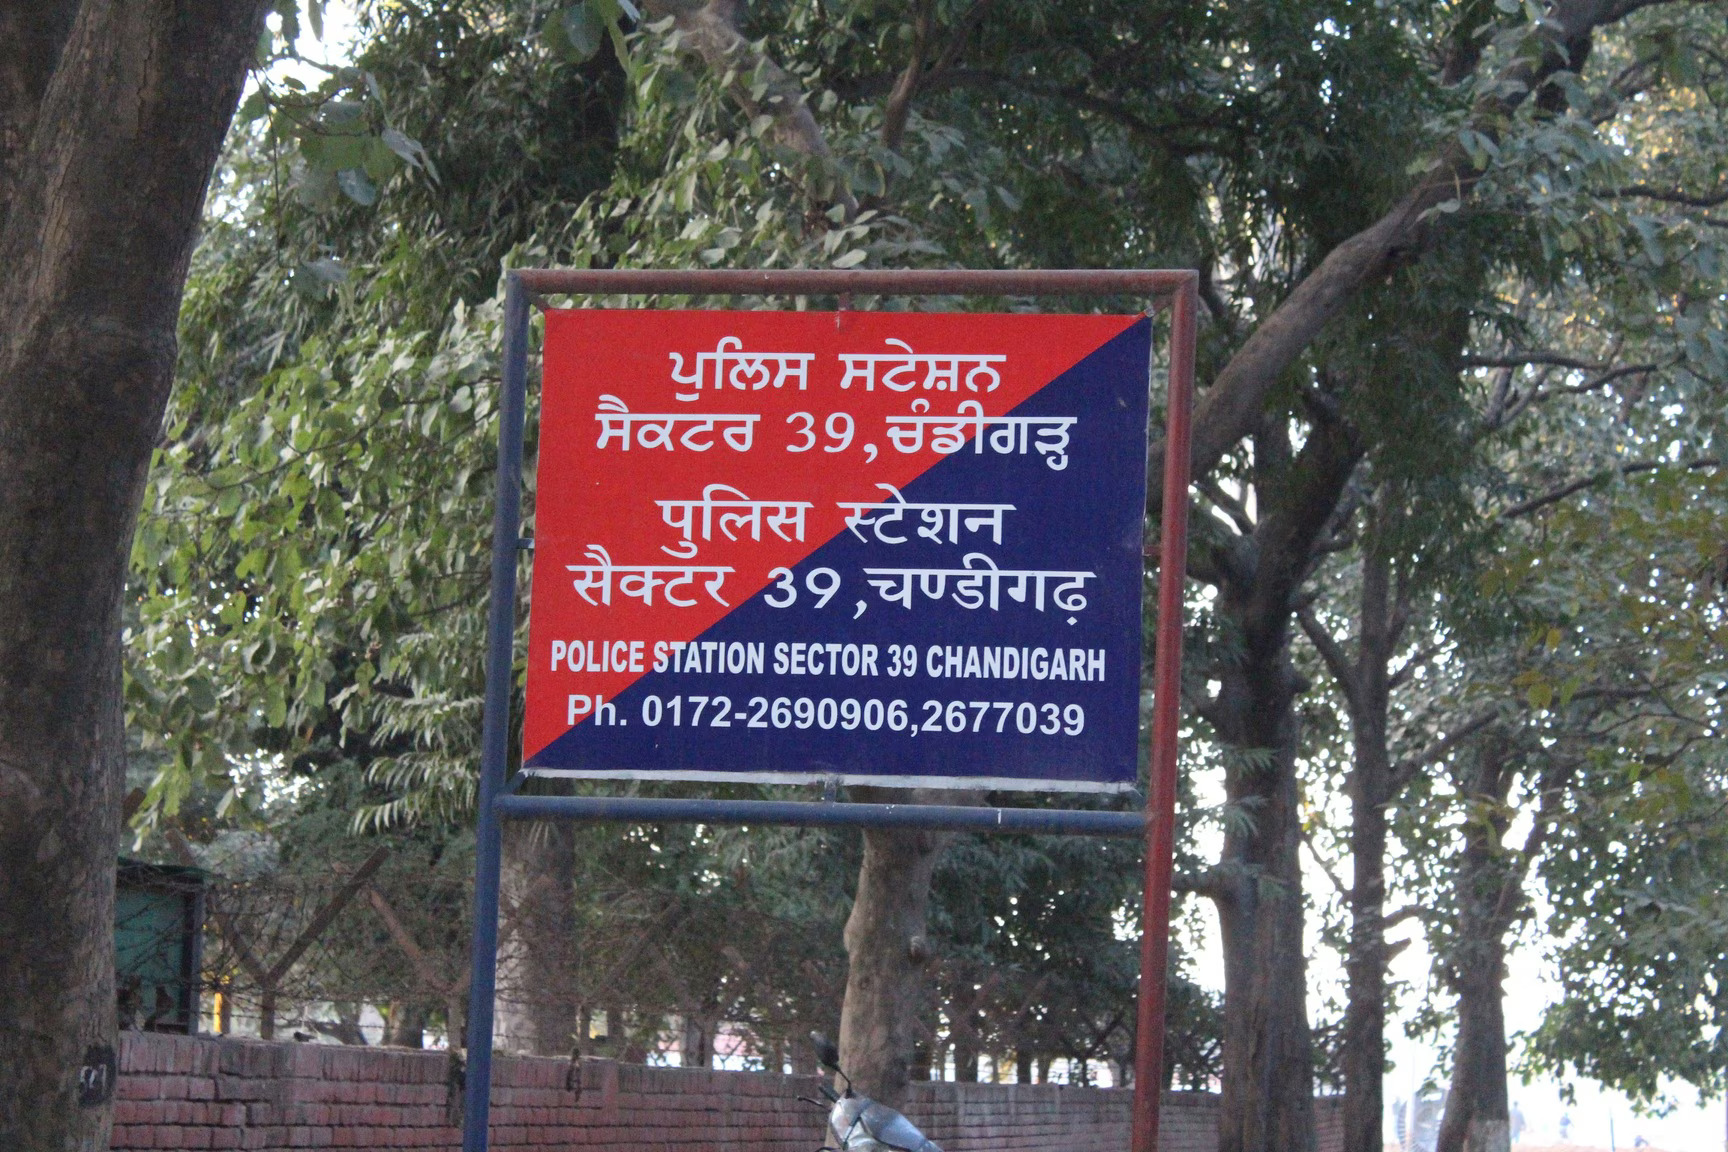 ਪੁਲਿਸ ਸਟੇਸ਼ਨ
ਸੈਕਟਰ 39,ਚੰਡੀਗੜ੍ਹ
पुलिस स्टेशन
सैक्टर 39,चण्डीगढ़
POLICE STATION SECTOR 39 CHANDIGARH
Ph. 0172-2690906,2677039